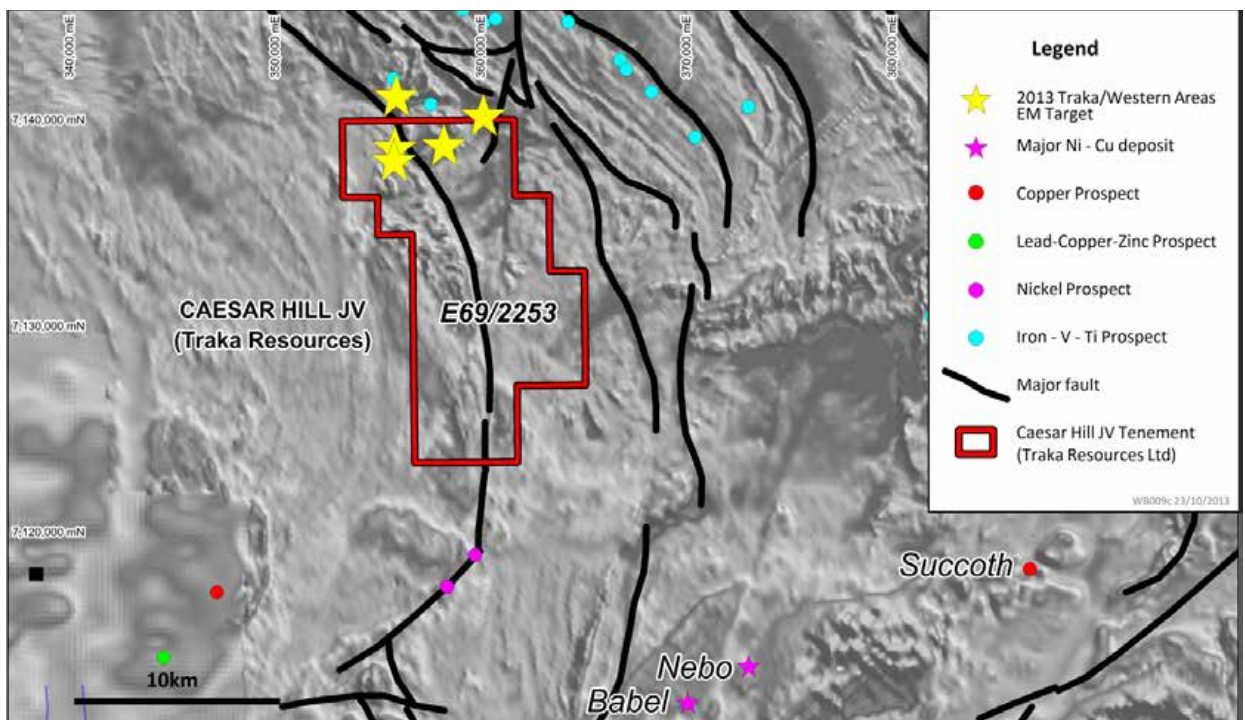 340,000 mE
350,000 mE
360,000 mE
370,000 mE
380,000 mE
7,140,000 mN
7,130,000 mN
7,120,000 mN
CAESAR HILL JV
(Traka Resources)
E69/2253
Succoth
Nebo
Babel
10km
Legend
2013 Traka/Western Areas
EM Target
Major Ni - Cu deposit
Copper Prospect
Lead-Copper-Zinc Prospect
Nickel Prospect
Iron - V - Ti Prospect
Major fault
Caesar Hill JV Tenement
(Traka Resources Ltd)
WB009c 23/10/2013